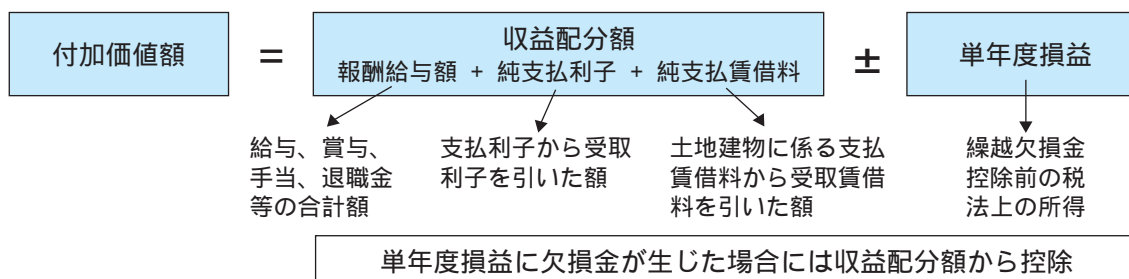 付加価値額
=
収益配分額
報酬給与額 + 純支払利子 + 純支払賃借料
±
単年度損益
給与、賞与、
手当、退職金
等の合計額
支払利子から受取
利子を引いた額
土地建物に係る支払
賃借料から受取賃借
料を引いた額
繰越欠損金
控除前の税
法上の所得
単年度損益に欠損金が生じた場合には収益配分額から控除